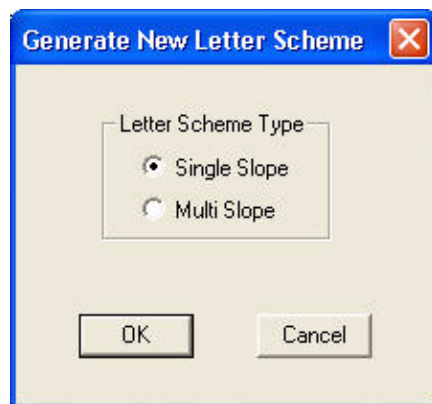 Generate New Letter Scheme
Letter Scheme Type
Single Slope
Multi Slope
OK Cancel